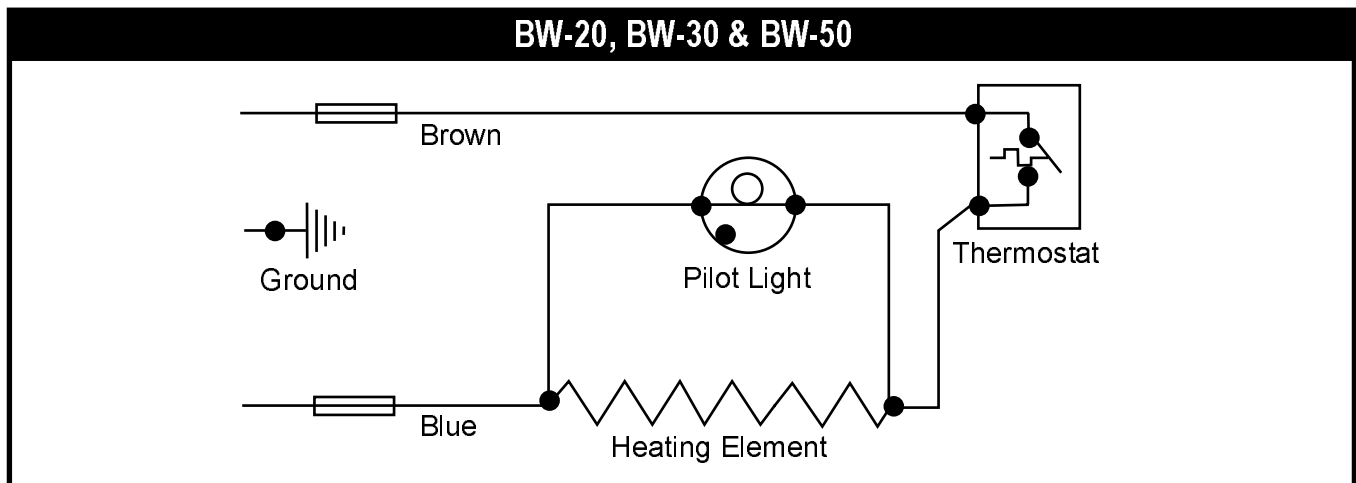 BW-20, BW-30 & BW-50
Brown
Ground
Pilot Light
Thermostat
Blue
Heating Element